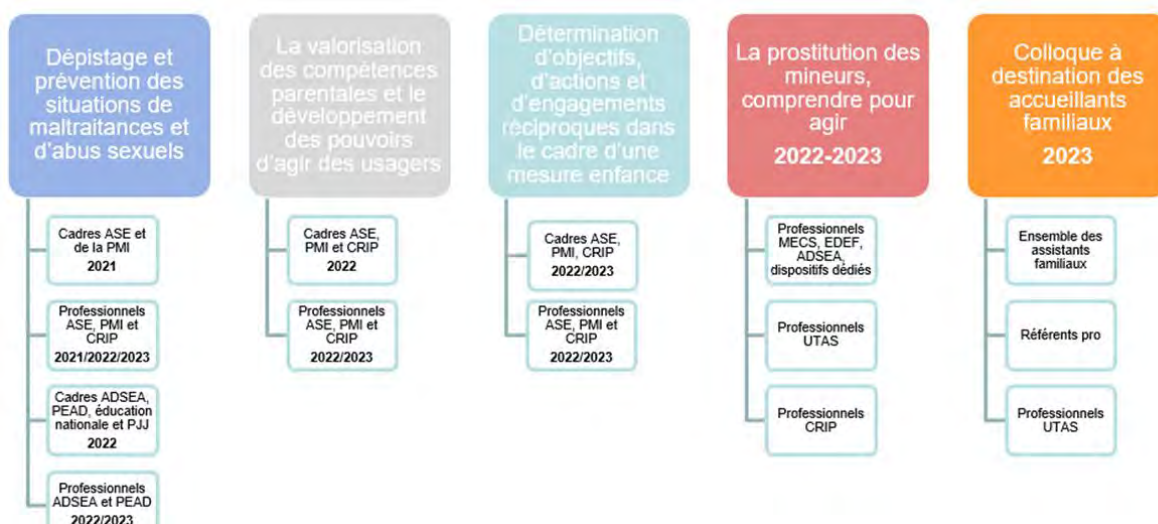 Dépistage et
prévention des
situations de
maltraitances et
d'abus sexuels
Cadres ASE et
de la PMI
2021
Professionnels
ASE, PMI et
CRIP
2021/2022/2023
Cadres ADSEA,
PEAD, éducation
nationale et PJJ
2022
Professionnels
ADSEA et PEAD
2022/2023
La valorisation
des compétences
parentales et le
développement
des pouvoirs
d'agir des usagers
Cadres ASE,
PMI et CRIP
2022
Professionnels
ASE, PMI et
CRIP
2022/2023
Détermination
d'objectifs,
d'actions et
d'engagements
réciproques dans
le cadre d'une
mesure enfance
Cadres ASE,
PMI, CRIP
2022/2023
Professionnels
ASE, PMI et
CRIP
2022/2023
La prostitution des
mineurs,
comprendre pour
agir
2022-2023
Professionnels
MECS, EDEF,
ADSEA,
dispositifs dédiés
Professionnels
UTAS
Professionnels
CRIP
Colloque à
destination des
accueillants
familiaux
2023
Ensemble des
assistants
familiaux
Référents pro
Professionnels
UTAS